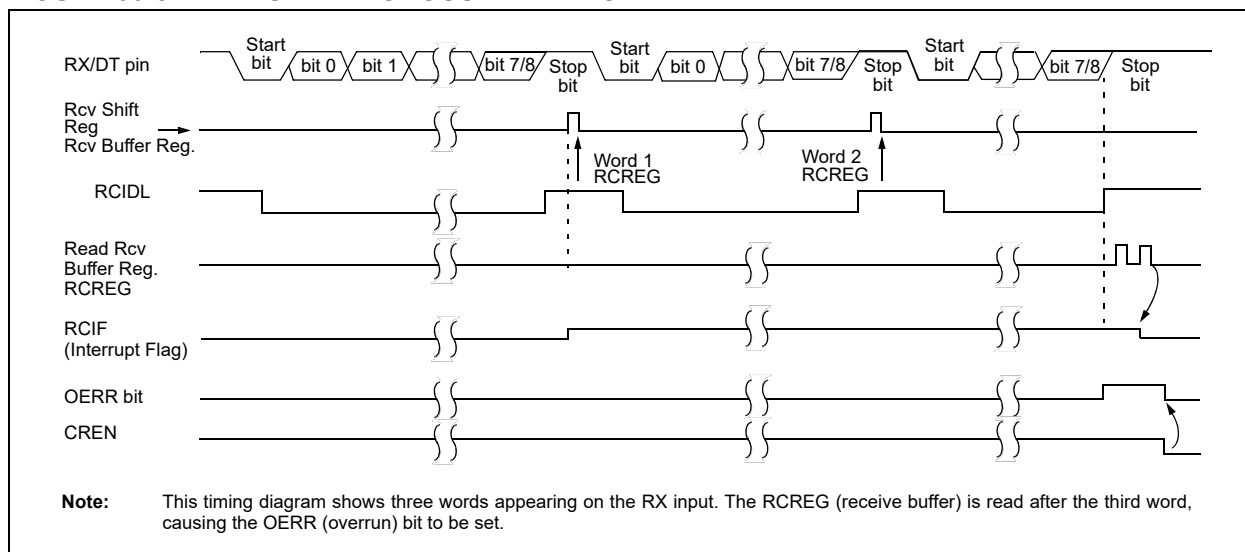 Start
bit
bit 0
bit 1
bit 7/8
Stop
bit
Start
bit
bit 0
bit 7/8
Stop
bit
Start
bit
bit 7/8
Stop
bit
RX/DT pin
Rcv Shift
Reg
Rcv Buffer Reg.
Word 1
RCREG
Word 2
RCREG
RCIDL
Read Rcv
Buffer Reg.
RCREG
RCIF
(Interrupt Flag)
OERR bit
CREN
Note: This timing diagram shows three words appearing on the RX input. The RCREG (receive buffer) is read after the third word,
causing the OERR (overrun) bit to be set.